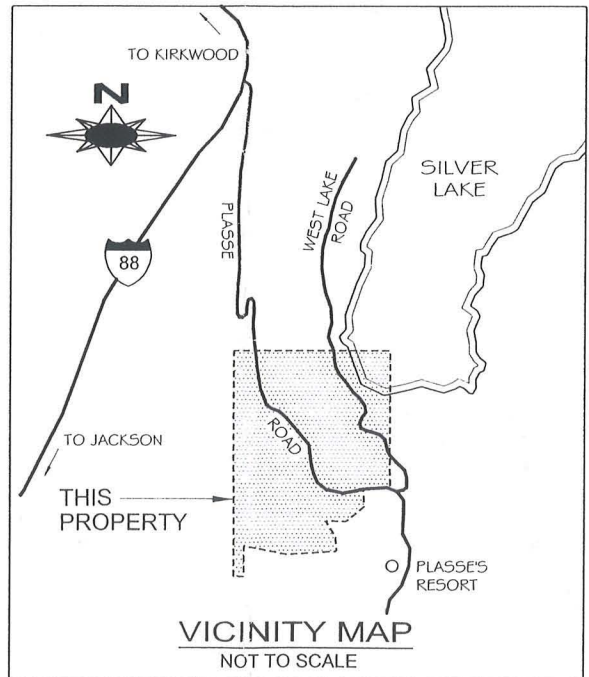 TO KIRKWOOD
N
SILVER
LAKE
WEST LAKE
ROAD
PLASSE
88
ROAD
TO JACKSON
THIS
PROPERTY
PLASSE'S
RESORT
VICINITY MAP
NOT TO SCALE